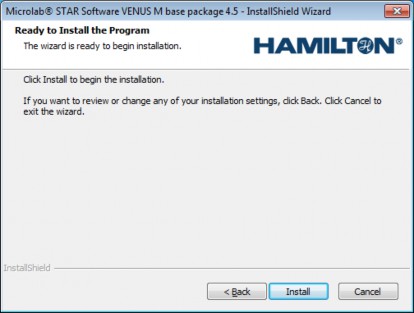 Microlab® STAR Software VENUS M base package 4.5 - InstallShield Wizard
Ready to Install the Program
The wizard is ready to begin installation.
HAMILTON®
Click Install to begin the installation.
If you want to review or change any of your installation settings, click Back. Click Cancel to
exit the wizard.
InstallShield
< Back
Install
Cancel